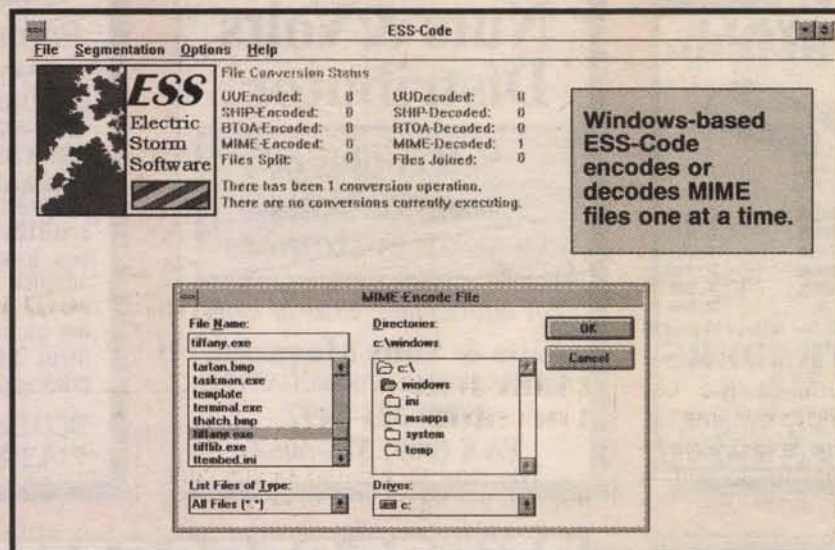 ESS-Code
File Segmentation Options Help
ESS
Electric
Storm
Software
File Conversion Status
UUEncoded: 0 UUDecoded: 0
SHIP-Encoded: 0 SHIP-Decoded: 0
BTOA-Encoded: 0 BTOA-Decoded: 0
MIME-Encoded: 0 MIME-Decoded: 1
Files Split: 0 Files Joined: 0
There has been 1 conversion operation.
There are no conversions currently executing.
Windows-based
ESS-Code
encodes or
decodes MIME
files one at a time.
MIME-Encode File
File Name:
tiffany.exe
tartan.bmp
taskman.exe
template
terminal.exe
thatch.bmp
tiffany.exe
tifflib.exe
ttembed.ini
List Files of Type:
All Files (*.*)
Directories:
c:\windows
c:\
windows
ini
msapps
system
temp
Drives:
c:
OK
Cancel